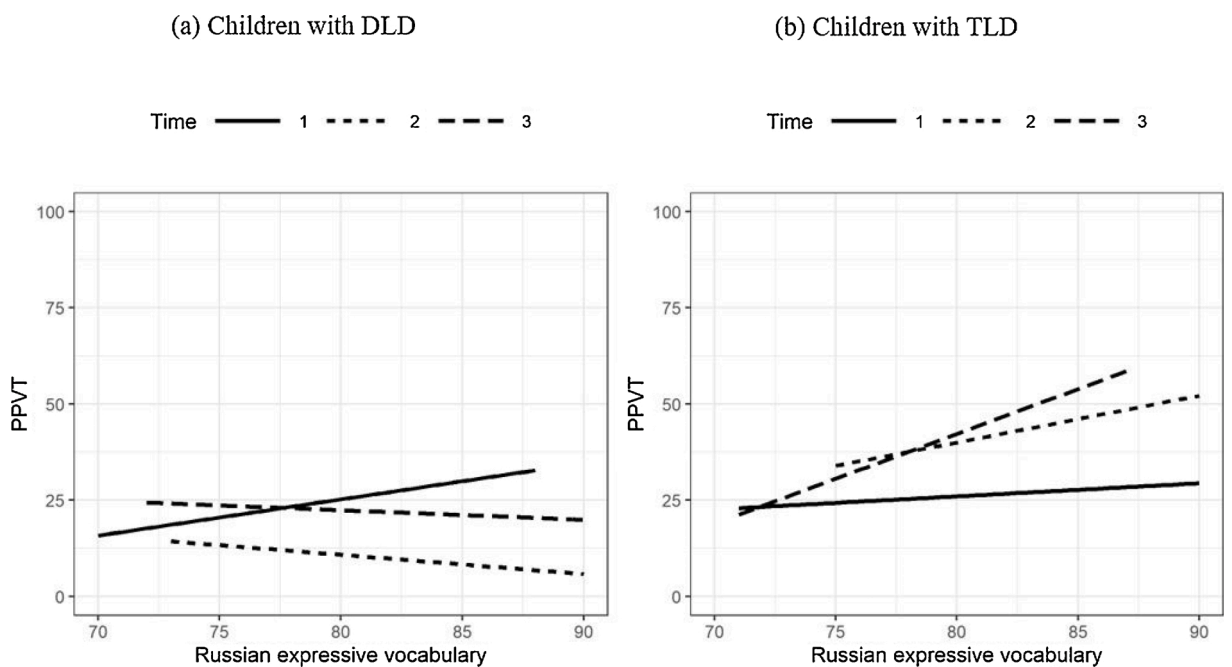 (a) Children with DLD
Time 1 2 3
100
75
50
25
0
PPVT
70 75 80 85 90
Russian expressive vocabulary
(b) Children with TLD
Time 1 2 3
100
75
50
25
0
PPVT
70 75 80 85 90
Russian expressive vocabulary